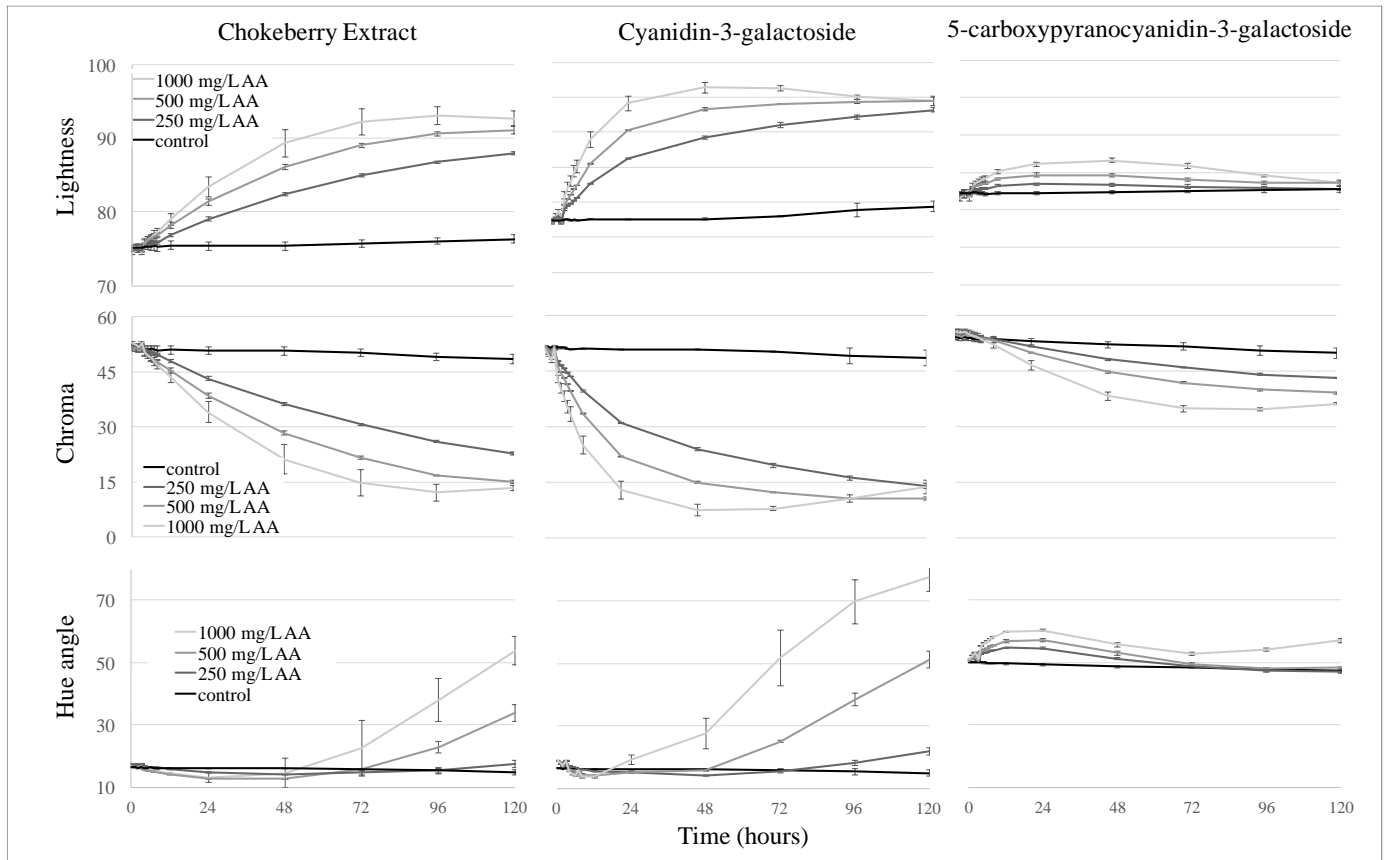 Chokeberry Extract
Cyanidin-3-galactoside
5-carboxypyranocyanidin-3-galactoside
Lightness
100
90
80
70
1000 mg/LAA
500 mg/LAA
250 mg/LAA
control
Chroma
60
45
30
15
0
control
250 mg/LAA
500 mg/LAA
1000 mg/LAA
Hue angle
70
50
30
10
1000 mg/LAA
500 mg/LAA
250 mg/LAA
control
0 24 48 72 96 120
0 24 48 72 96 120
0 24 48 72 96 120
Time (hours)